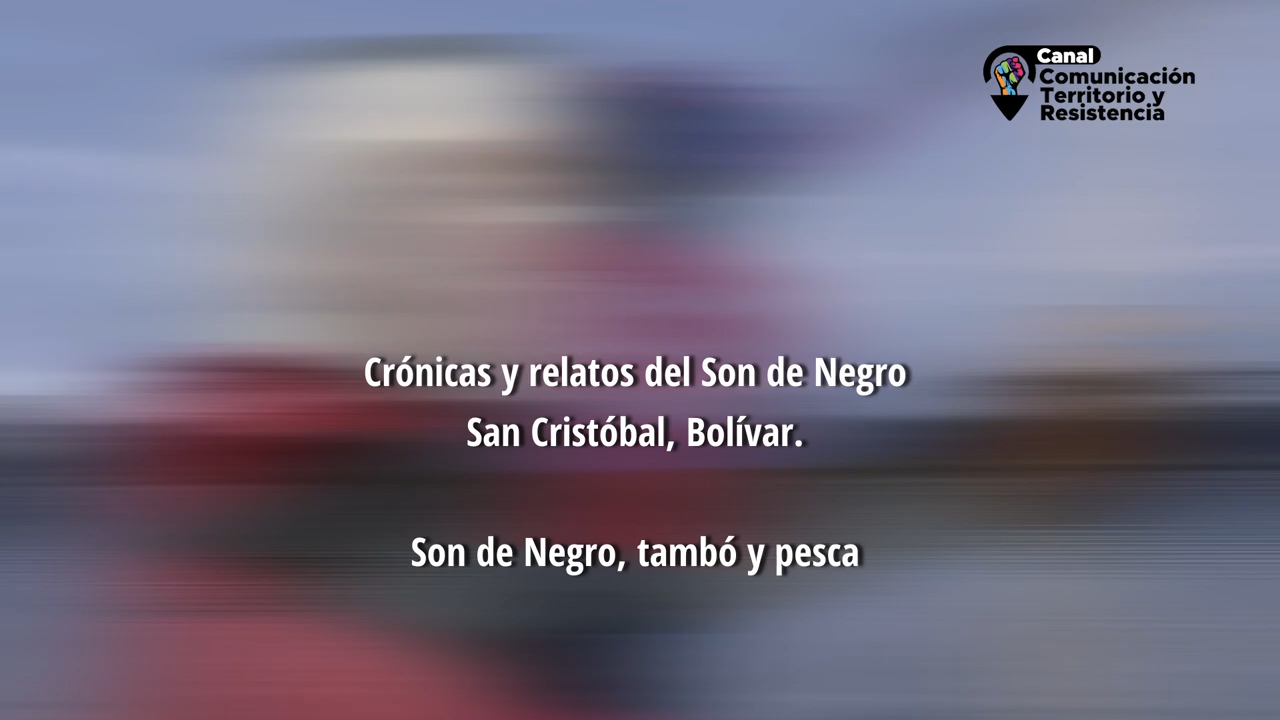 Canal
Comunicación
Territorio y
Resistencia
Crónicas y relatos del Son de Negro
San Cristóbal, Bolívar.
Son de Negro, tambó y pesca